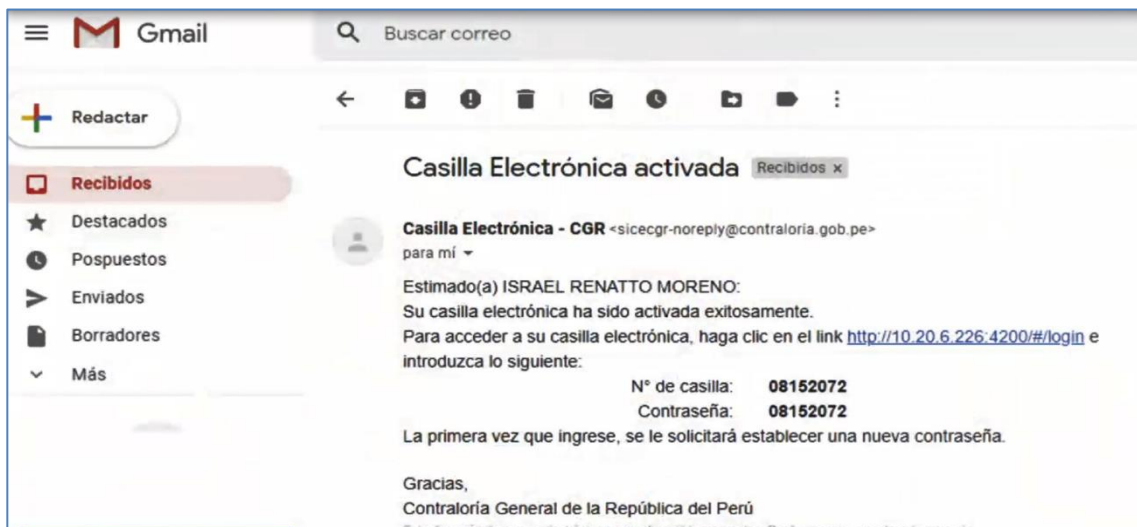 Gmail
Buscar correo
Redactar
Recibidos
Destacados
Pospuestos
Enviados
Borradores
Más
Casilla Electrónica activada Recibidos x
Casilla Electrónica - CGR <sicecgr-noreply@contraloria.gob.pe>
para mí
Estimado(a) ISRAEL RENATTO MORENO:
Su casilla electrónica ha sido activada exitosamente.
Para acceder a su casilla electrónica, haga clic en el link http://10.20.6.226:4200/#/login e
introduzca lo siguiente:
N° de casilla: 08152072
Contraseña: 08152072
La primera vez que ingrese, se le solicitará establecer una nueva contraseña.
Gracias,
Contraloría General de la República del Perú